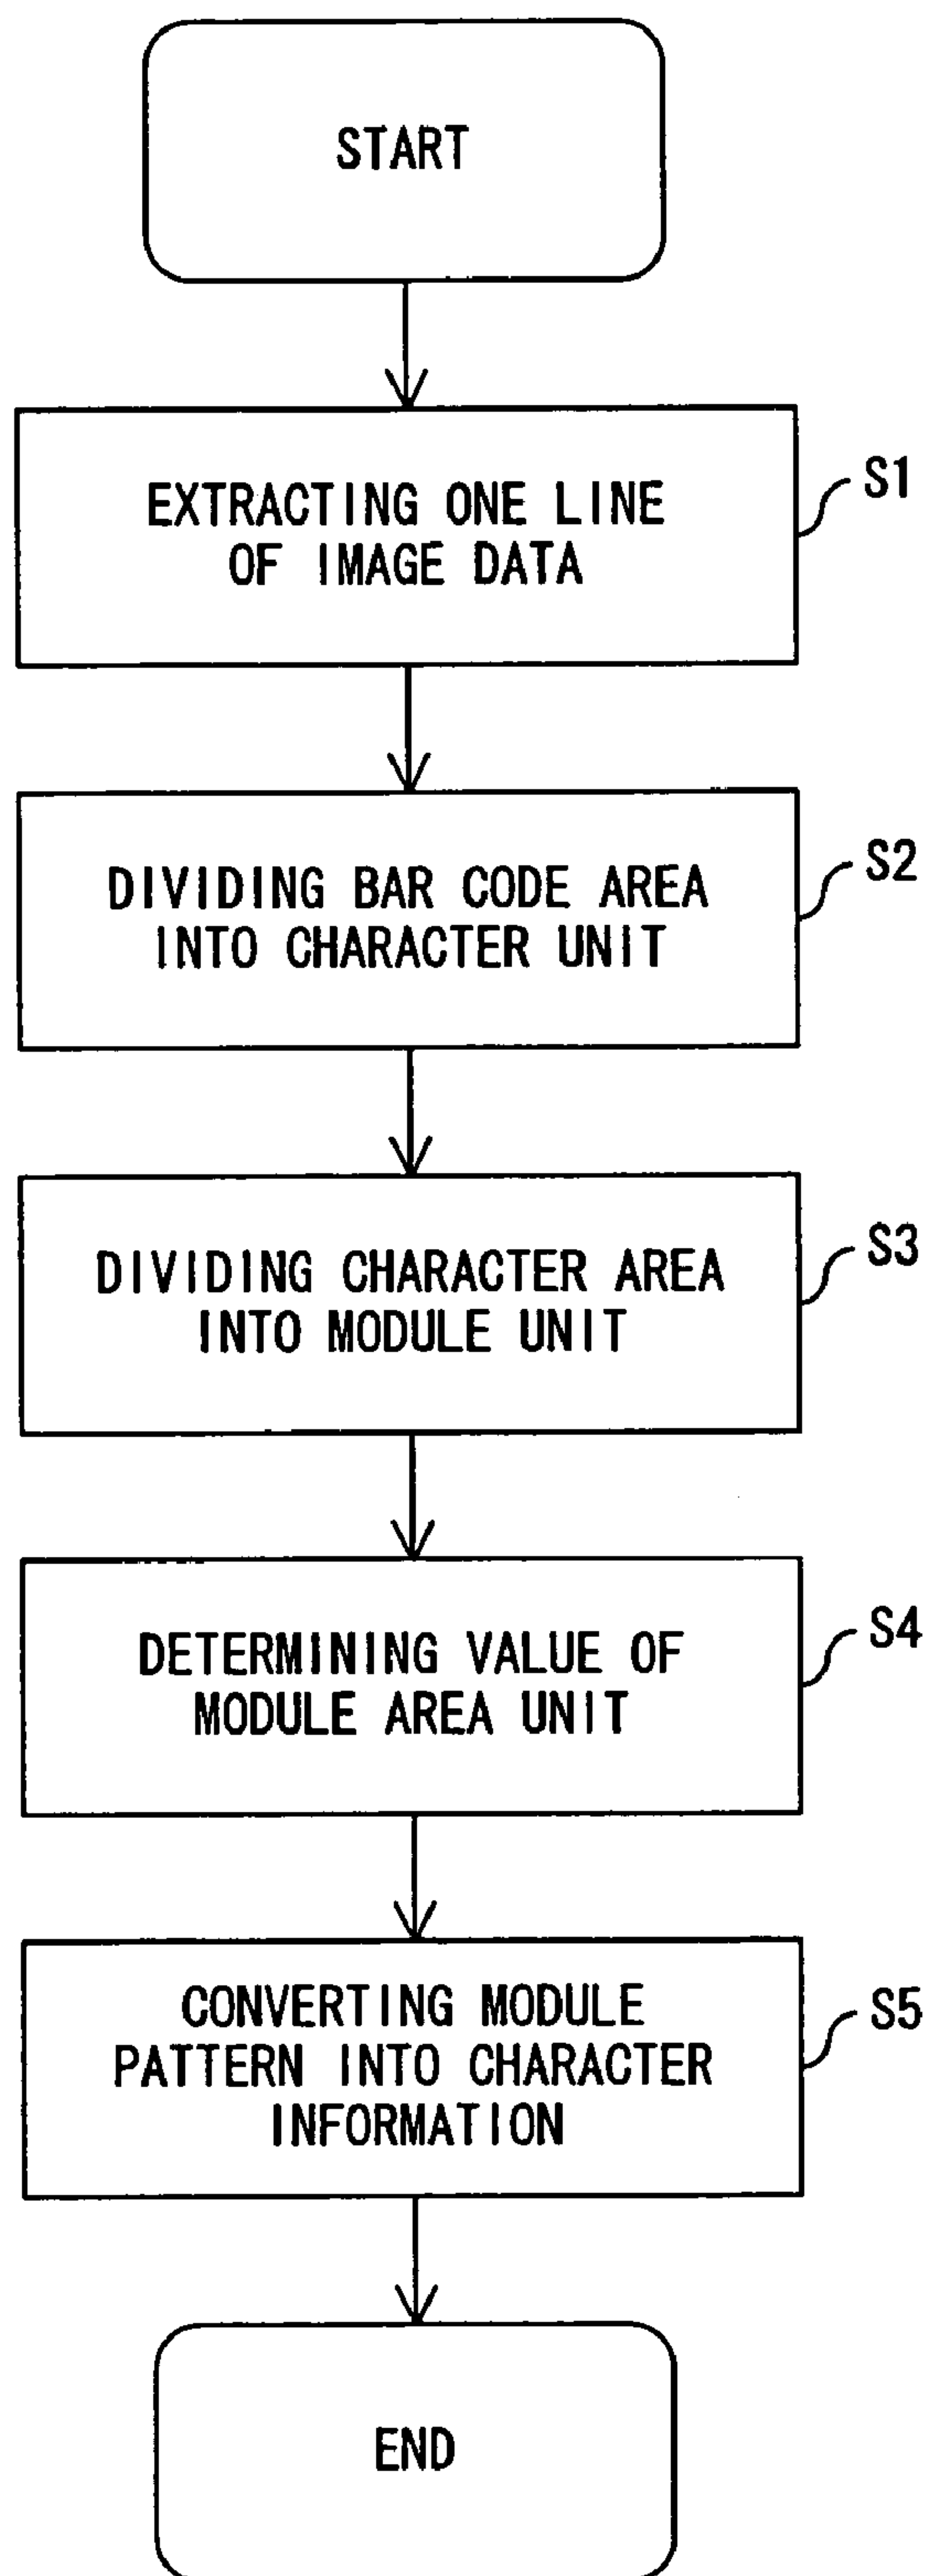 START
EXTRACTING ONE LINE
OF IMAGE DATA
S1
DIVIDING BAR CODE AREA
INTO CHARACTER UNIT
S2
DIVIDING CHARACTER AREA
INTO MODULE UNIT
S3
DETERMINING VALUE OF
MODULE AREA UNIT
S4
CONVERTING MODULE
PATTERN INTO CHARACTER
INFORMATION
S5
END